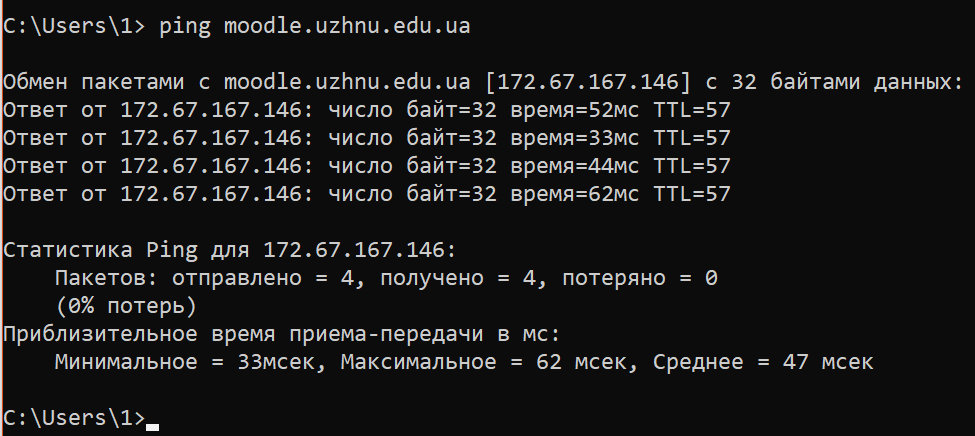 C:\Users\1> ping moodle.uzhnu.edu.ua
Обмен пакетами с moodle.uzhnu.edu.ua [172.67.167.146] с 32 байтами данных:
Ответ от 172.67.167.146: число байт=32 время=52мс TTL=57
Ответ от 172.67.167.146: число байт=32 время=33мс TTL=57
Ответ от 172.67.167.146: число байт=32 время=44мс TTL=57
Ответ от 172.67.167.146: число байт=32 время=62мс TTL=57
Статистика Ping для 172.67.167.146:
    Пакетов: отправлено = 4, получено = 4, потеряно = 0
    (0% потерь)
Приблизительное время приема-передачи в мс:
    Минимальное = 33мсек, Максимальное = 62 мсек, Среднее = 47 мсек
C:\Users\1>